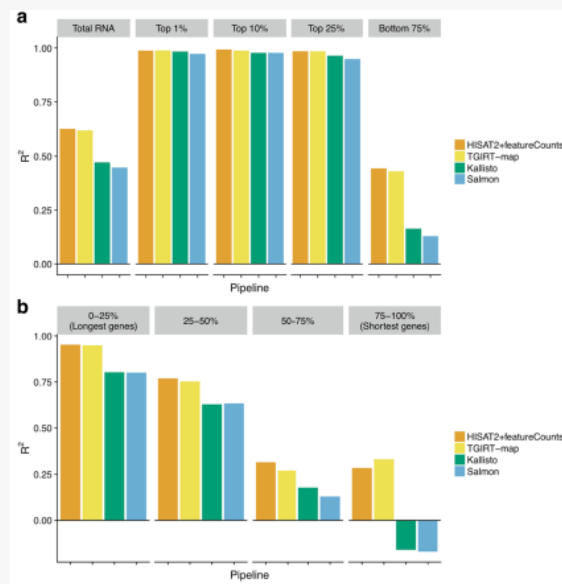 a
Total RNA Top 1% Top 10% Top 25% Bottom 75%
1.00
0.75
0.50
0.25
0.00
R²
Pipeline
HISAT2+featureCounts
TGIRT-map
Kallisto
Salmon
b
0-25% (Longest genes) 25-50% 50-75% 75-100% (Shortest genes)
1.00
0.75
0.50
0.25
0.00
R²
Pipeline
HISAT2+featureCounts
TGIRT-map
Kallisto
Salmon